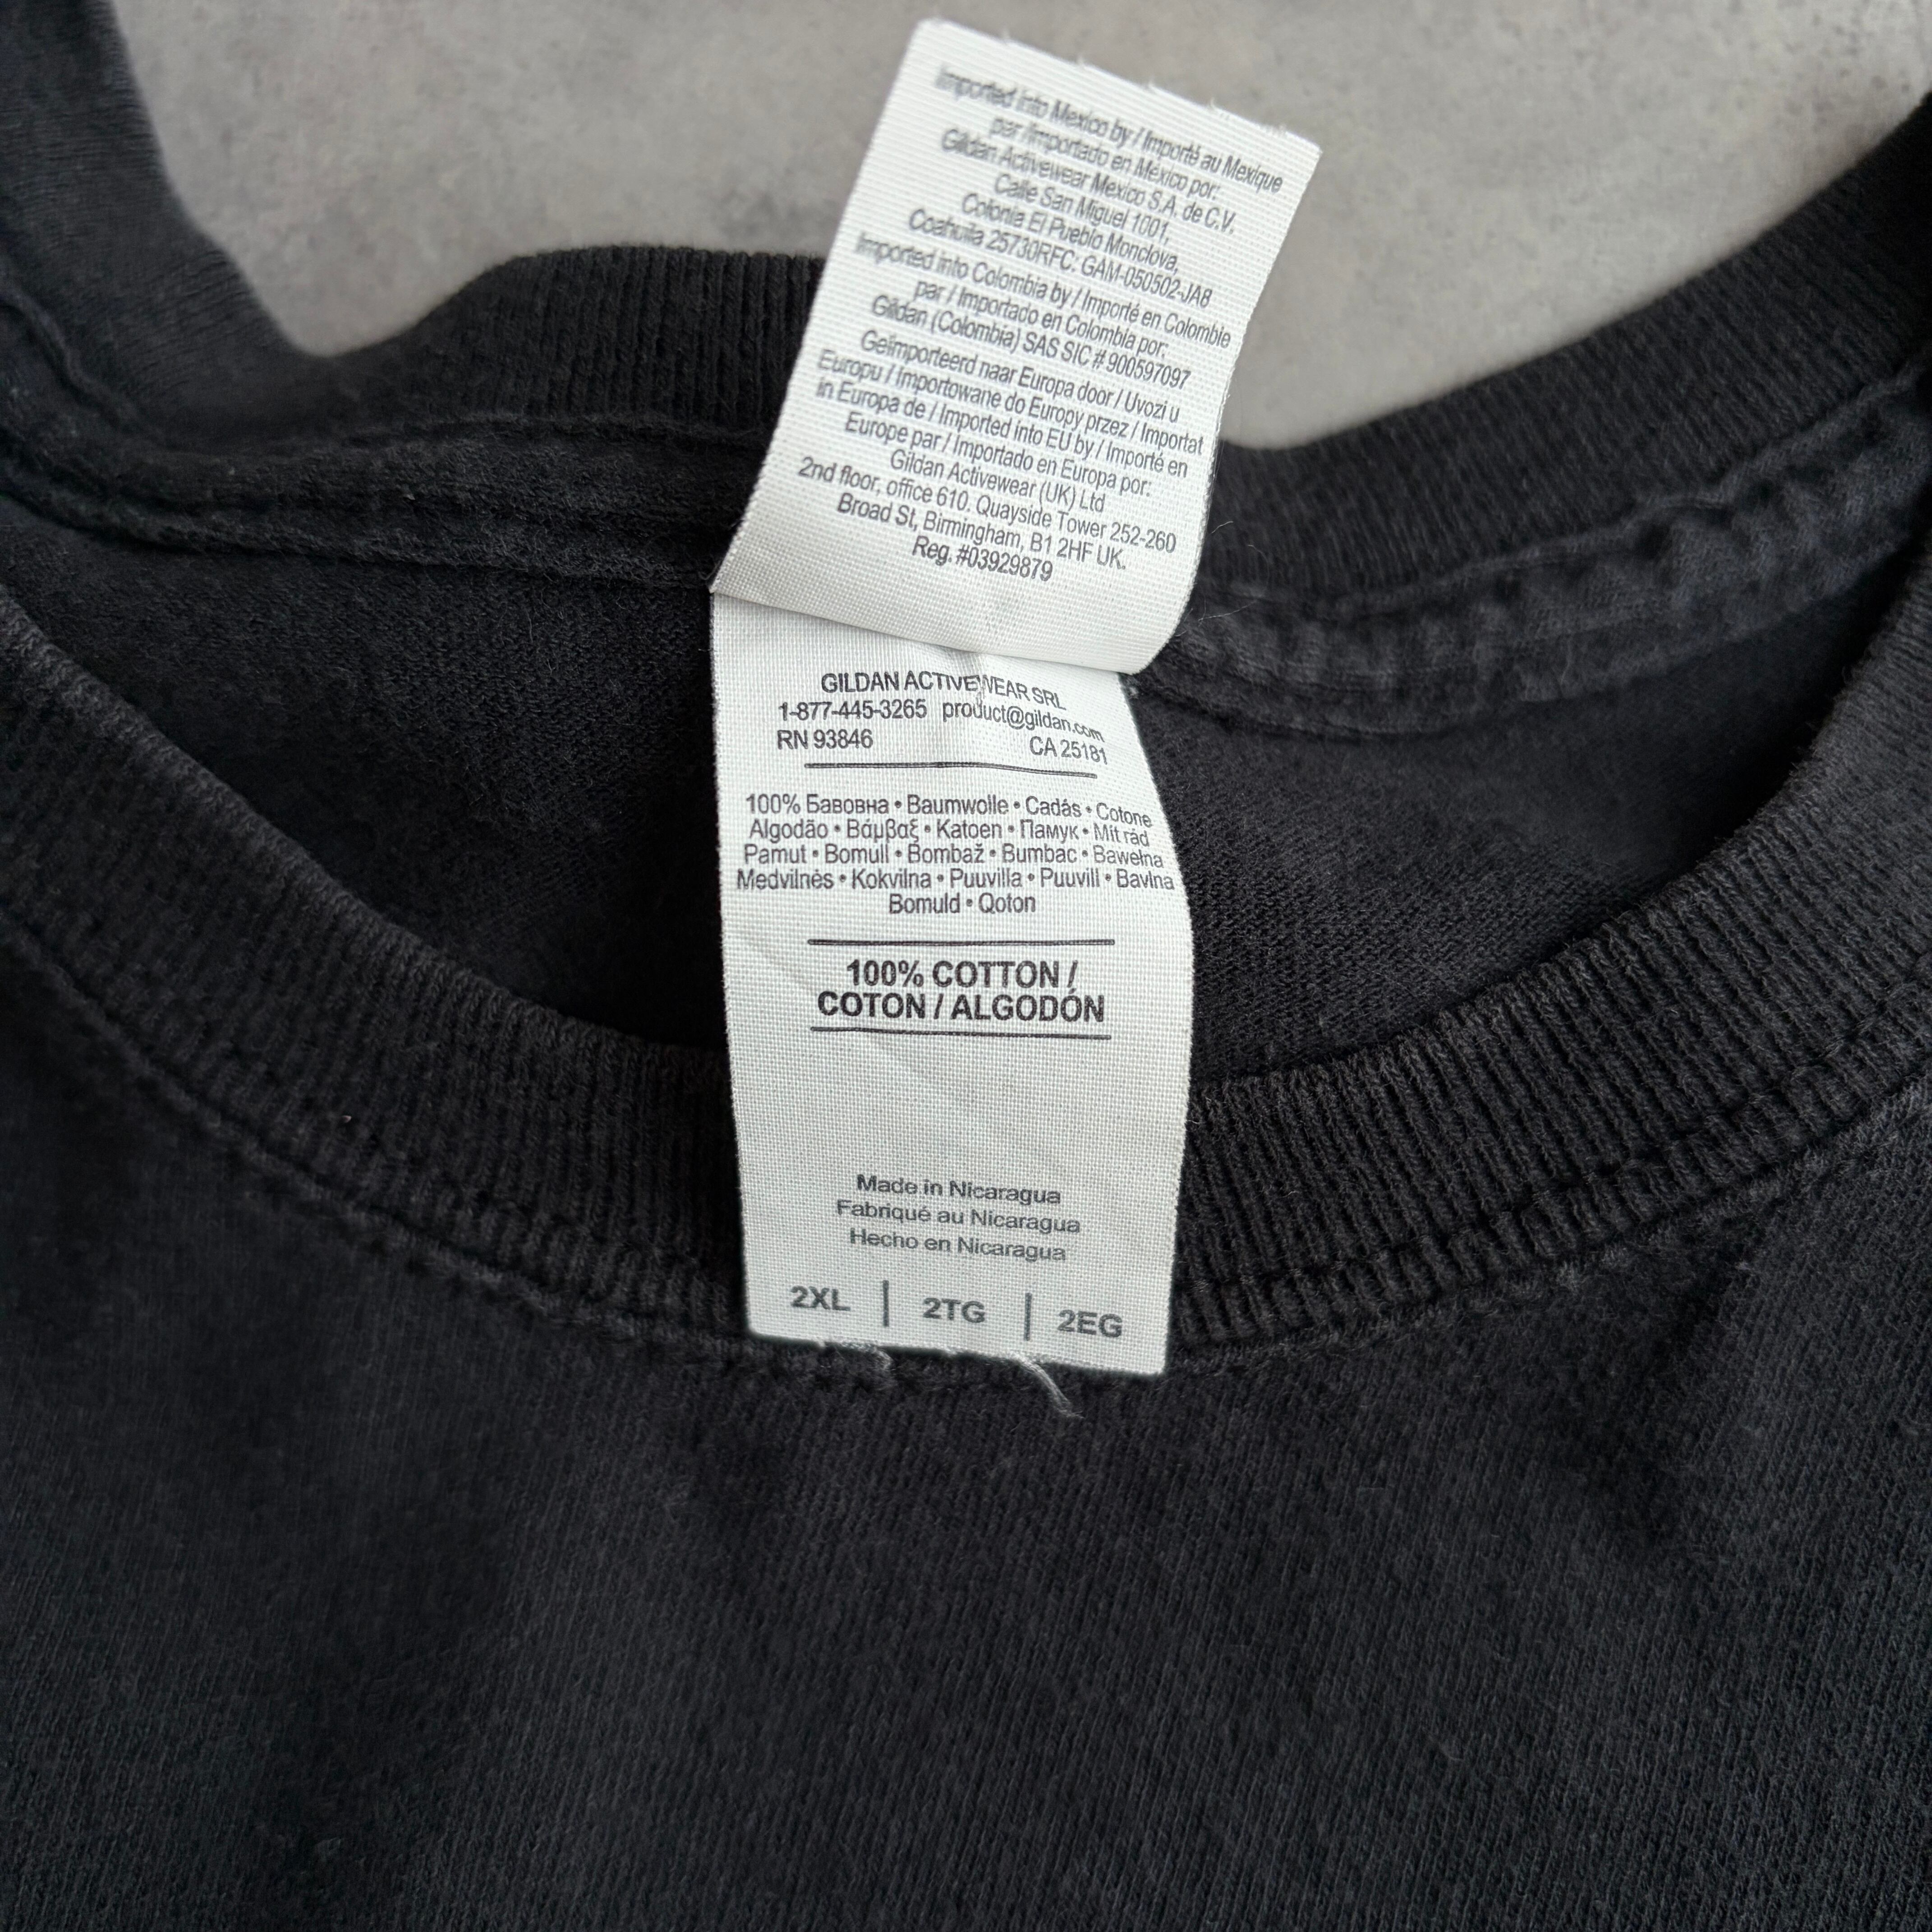 Imported into Mexico by / Importé au Mexique
par /Importado en México por:
Gildan Activewear Mexico S.A. de C.V.
Calle San Miguel 1001,
Colonia El Pueblo Monclova,
Coahuila 25730RFC: GAM-050502-JA8
Imported into Colombia by / Importé en Colombie
par / Importado en Colombia por:
Gildan (Colombia) SAS SIC # 900597097
Geïmporteerd naar Europa door / Uvozi u
Europu / Importowane do Europy przez / Importat
in Europa de / Imported into EU by / Importé en
Europe par / Importado en Europa por:
Gildan Activewear (UK) Ltd
2nd floor, office 610. Quayside Tower 252-260
Broad St, Birmingham, B1 2HF UK.
Reg. #03929879
GILDAN ACTIVEWEAR SRL
1-877-445-3265 product@gildan.com
RN 93846 CA 25181
100% Бавовна • Baumwolle • Cadás • Cotone
Algodão • Βάμβαξ • Katoen • Памук • Mít rád
Pamut • Bomull • Bombaž • Bumbac • Bawełna
Medvilnės • Kokvilna • Puuvilla • Puuvill • Bavlna
Bomuld • Qoton
100% COTTON /
COTON / ALGODÓN
Made in Nicaragua
Fabriqué au Nicaragua
Hecho en Nicaragua
2XL | 2TG | 2EG